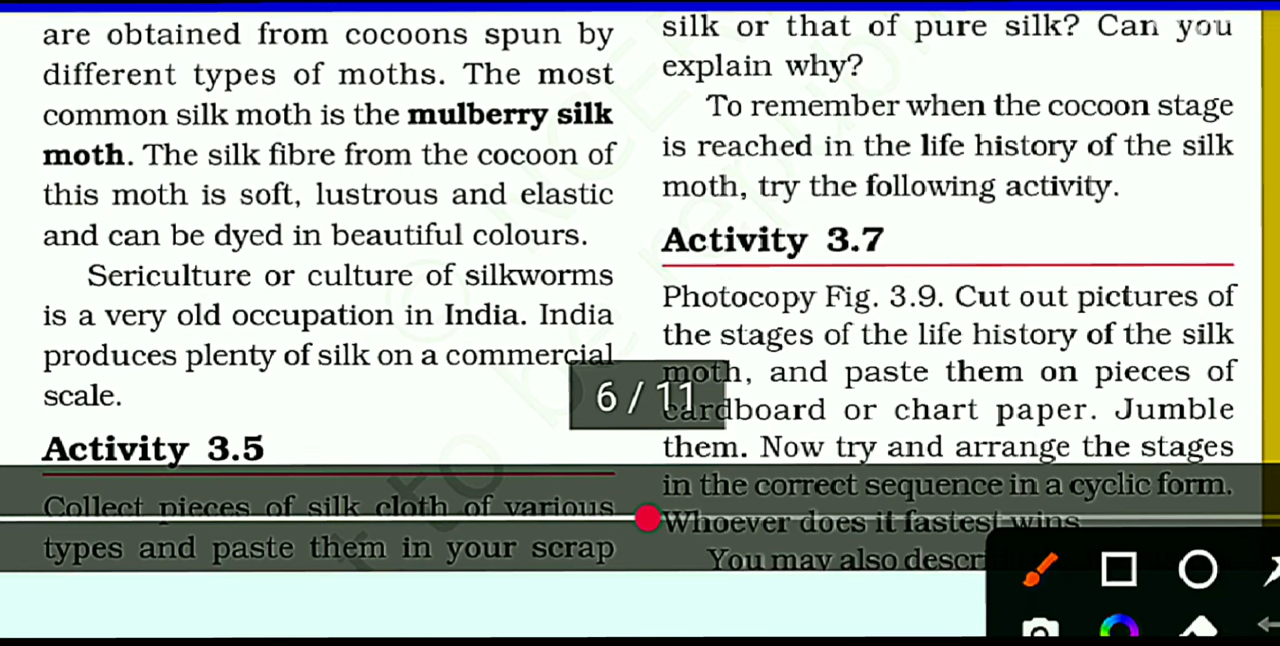 are obtained from cocoons spun by
different types of moths. The most
common silk moth is the mulberry silk
moth. The silk fibre from the cocoon of
this moth is soft, lustrous and elastic
and can be dyed in beautiful colours.
Sericulture or culture of silkworms
is a very old occupation in India. India
produces plenty of silk on a commercial
scale.
Activity 3.5
Collect pieces of silk cloth of various
types and paste them in your scrap
silk or that of pure silk? Can you
explain why?
To remember when the cocoon stage
is reached in the life history of the silk
moth, try the following activity.
Activity 3.7
Photocopy Fig. 3.9. Cut out pictures of
the stages of the life history of the silk
moth, and paste them on pieces of
cardboard or chart paper. Jumble
them. Now try and arrange the stages
in the correct sequence in a cyclic form.
Whoever does it fastest wins
You may also descri
6 / 11